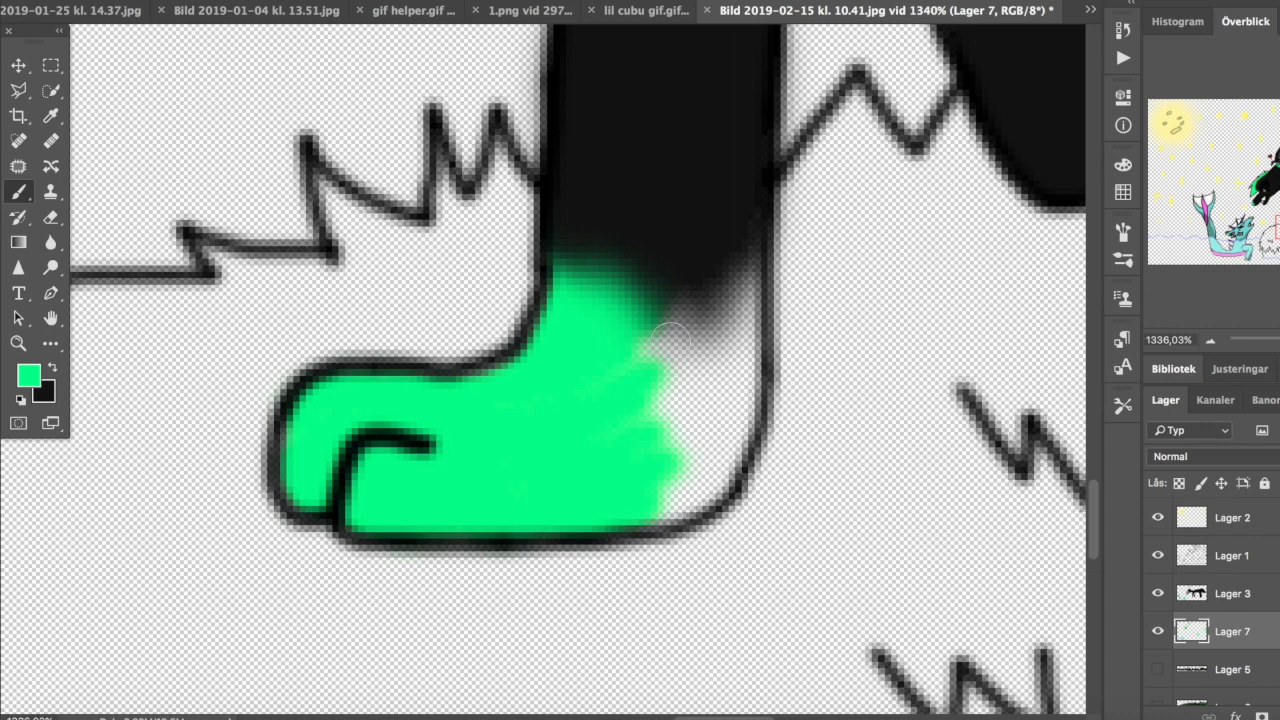 2019-01-25 kl. 14.37.jpg
Bild 2019-01-04 kl. 13.51.jpg
gif helper.gif ...
1.png vid 297...
lil cubu gif.gif...
Bild 2019-02-15 kl. 10.41.jpg vid 1340% (Lager 7, RGB/8*) *
Histogram
Överblick
1336,03%
Bibliotek
Justeringar
Lager
Kanaler
Banor
Typ
Normal
Lås:
Lager 2
Lager 1
Lager 3
Lager 7
Lager 5